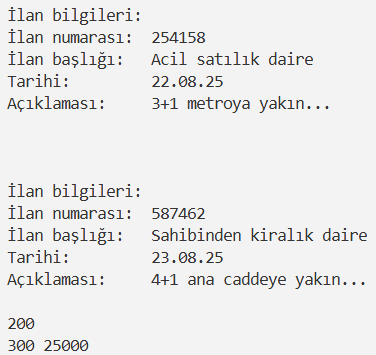 İlan bilgileri:
İlan numarası: 254158
İlan başlığı: Acil satılık daire
Tarihi: 22.08.25
Açıklaması: 3+1 metroya yakın...
İlan bilgileri:
İlan numarası: 587462
İlan başlığı: Sahibinden kiralık daire
Tarihi: 23.08.25
Açıklaması: 4+1 ana caddeye yakın...
200
300 25000